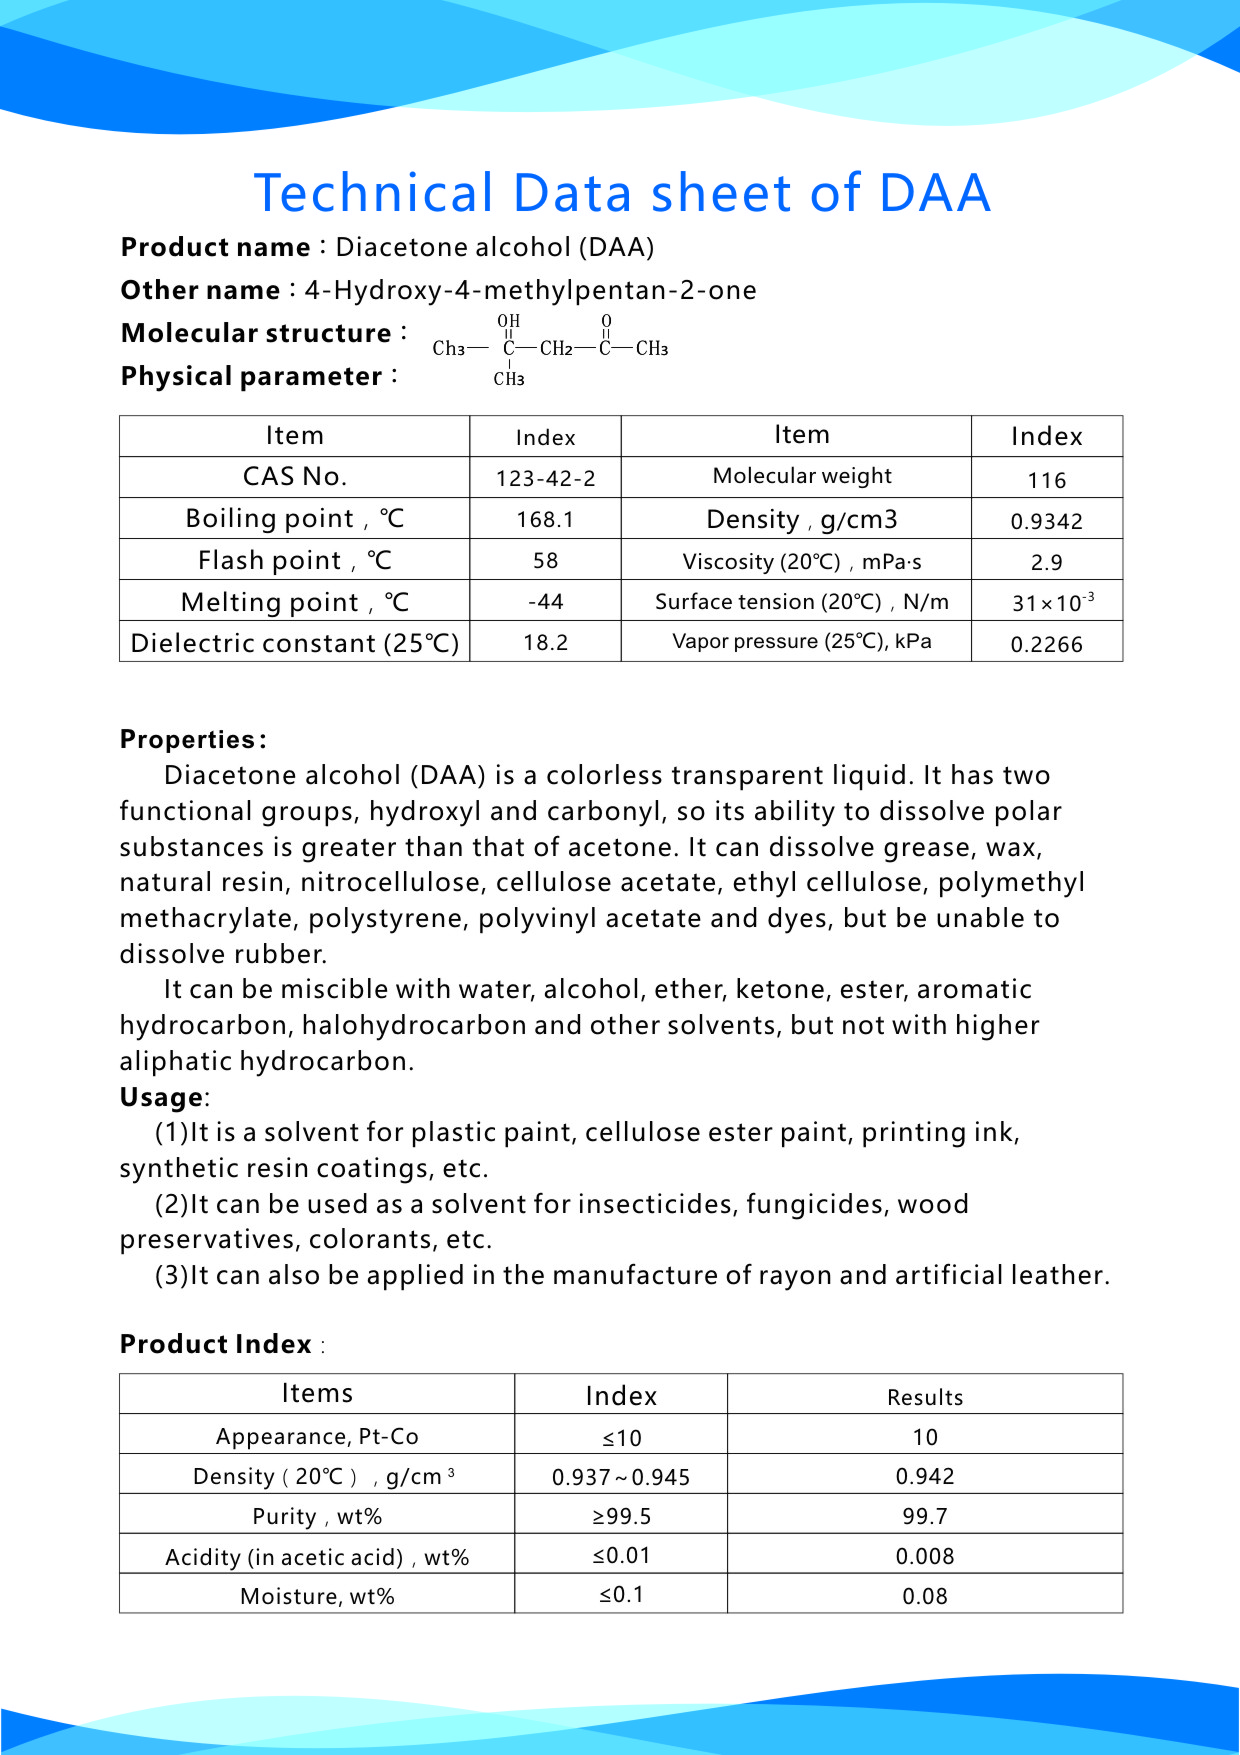 Technical Data sheet of DAA
Product name : Diacetone alcohol (DAA)
Other name : 4-Hydroxy-4-methylpentan-2-one
Molecular structure :
OH O
Ch₃— C—CH₂—C—CH₃
CH₃
Physical parameter :
Item Index Item Index
CAS No. 123-42-2 Molecular weight 116
Boiling point , ℃ 168.1 Density , g/cm3 0.9342
Flash point , ℃ 58 Viscosity (20℃) , mPa·s 2.9
Melting point , ℃ -44 Surface tension (20℃) , N/m 31×10⁻³
Dielectric constant (25℃) 18.2 Vapor pressure (25℃), kPa 0.2266
Properties:
Diacetone alcohol (DAA) is a colorless transparent liquid. It has two
functional groups, hydroxyl and carbonyl, so its ability to dissolve polar
substances is greater than that of acetone. It can dissolve grease, wax,
natural resin, nitrocellulose, cellulose acetate, ethyl cellulose, polymethyl
methacrylate, polystyrene, polyvinyl acetate and dyes, but be unable to
dissolve rubber.
It can be miscible with water, alcohol, ether, ketone, ester, aromatic
hydrocarbon, halohydrocarbon and other solvents, but not with higher
aliphatic hydrocarbon.
Usage:
(1)It is a solvent for plastic paint, cellulose ester paint, printing ink,
synthetic resin coatings, etc.
(2)It can be used as a solvent for insecticides, fungicides, wood
preservatives, colorants, etc.
(3)It can also be applied in the manufacture of rayon and artificial leather.
Product Index :
Items Index Results
Appearance, Pt-Co ≤10 10
Density ( 20℃ ) , g/cm ³ 0.937~0.945 0.942
Purity , wt% ≥99.5 99.7
Acidity (in acetic acid) , wt% ≤0.01 0.008
Moisture, wt% ≤0.1 0.08